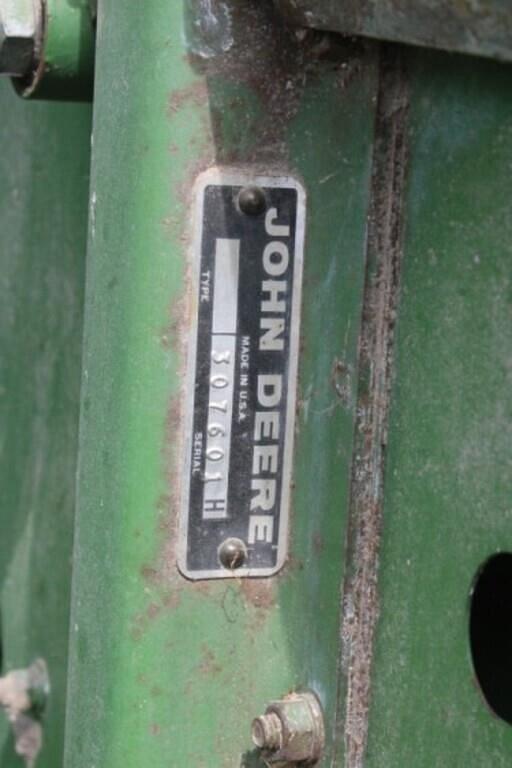 JOHN DEERE
MADE IN U.S.A.
307601H
TYPE SERIAL